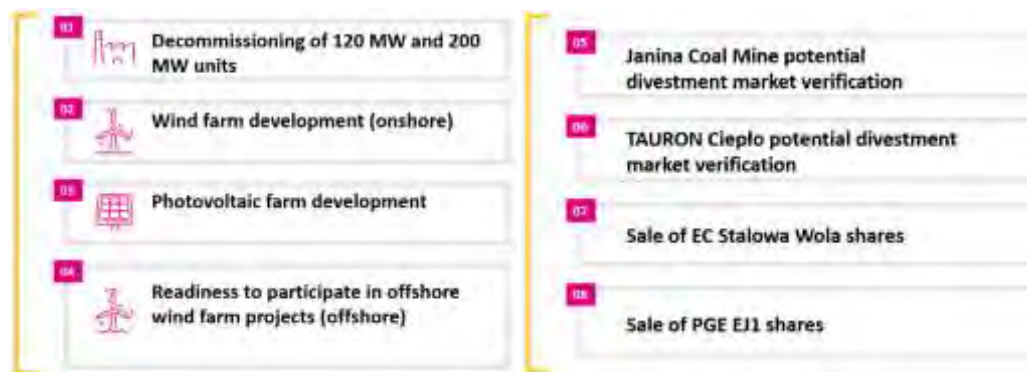 01
Decommissioning of 120 MW and 200
MW units
02
Wind farm development (onshore)
03
Photovoltaic farm development
04
Readiness to participate in offshore
wind farm projects (offshore)
05
Janina Coal Mine potential
divestment market verification
06
TAURON Ciepło potential divestment
market verification
07
Sale of EC Stalowa Wola shares
08
Sale of PGE EJ1 shares